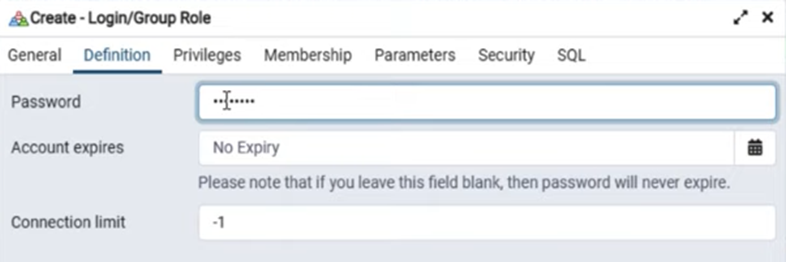 Create - Login/Group Role
General Definition Privileges Membership Parameters Security SQL
Password
Account expires No Expiry
Please note that if you leave this field blank, then password will never expire.
Connection limit -1